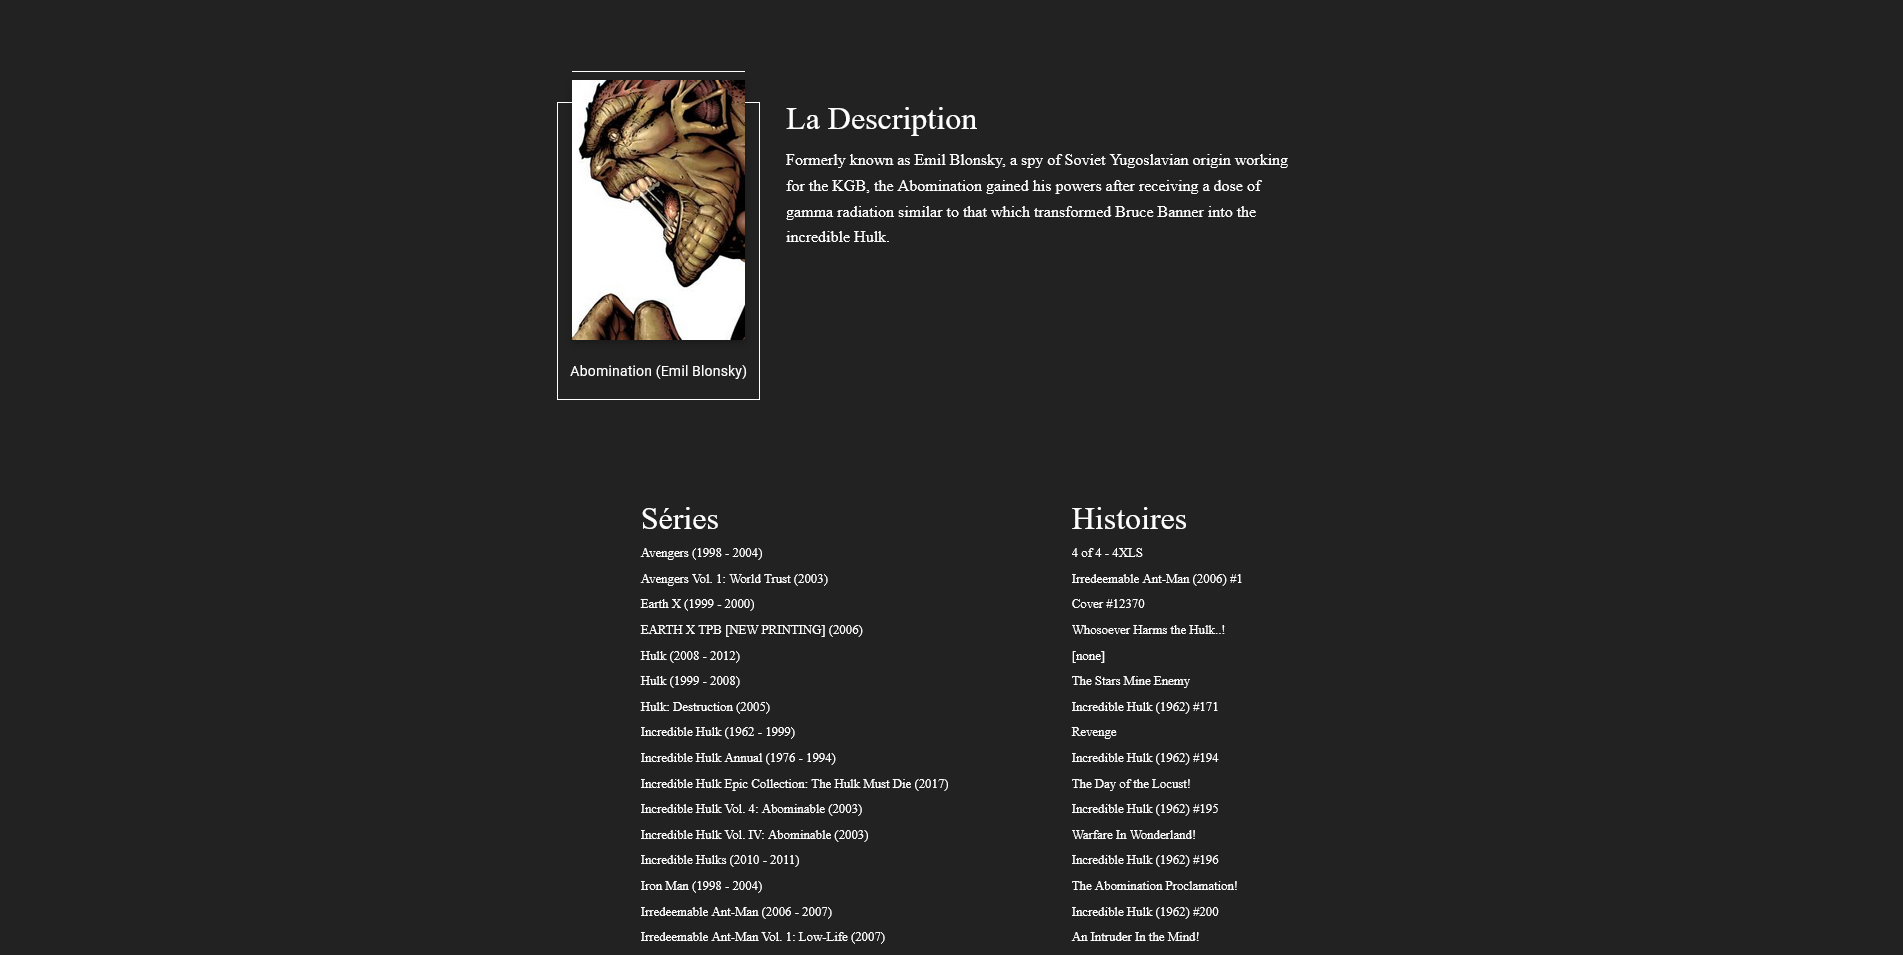 La Description
Formerly known as Emil Blonsky, a spy of Soviet Yugoslavian origin working
for the KGB, the Abomination gained his powers after receiving a dose of
gamma radiation similar to that which transformed Bruce Banner into the
incredible Hulk.
Abomination (Emil Blonsky)
Séries
Avengers (1998 - 2004)
Avengers Vol. 1: World Trust (2003)
Earth X (1999 - 2000)
EARTH X TPB [NEW PRINTING] (2006)
Hulk (2008 - 2012)
Hulk (1999 - 2008)
Hulk: Destruction (2005)
Incredible Hulk (1962 - 1999)
Incredible Hulk Annual (1976 - 1994)
Incredible Hulk Epic Collection: The Hulk Must Die (2017)
Incredible Hulk Vol. 4: Abominable (2003)
Incredible Hulk Vol. IV: Abominable (2003)
Incredible Hulks (2010 - 2011)
Iron Man (1998 - 2004)
Irredeemable Ant-Man (2006 - 2007)
Irredeemable Ant-Man Vol. 1: Low-Life (2007)
Histoires
4 of 4 - 4XLS
Irredeemable Ant-Man (2006) #1
Cover #12370
Whosoever Harms the Hulk..!
[none]
The Stars Mine Enemy
Incredible Hulk (1962) #171
Revenge
Incredible Hulk (1962) #194
The Day of the Locust!
Incredible Hulk (1962) #195
Warfare In Wonderland!
Incredible Hulk (1962) #196
The Abomination Proclamation!
Incredible Hulk (1962) #200
An Intruder In the Mind!